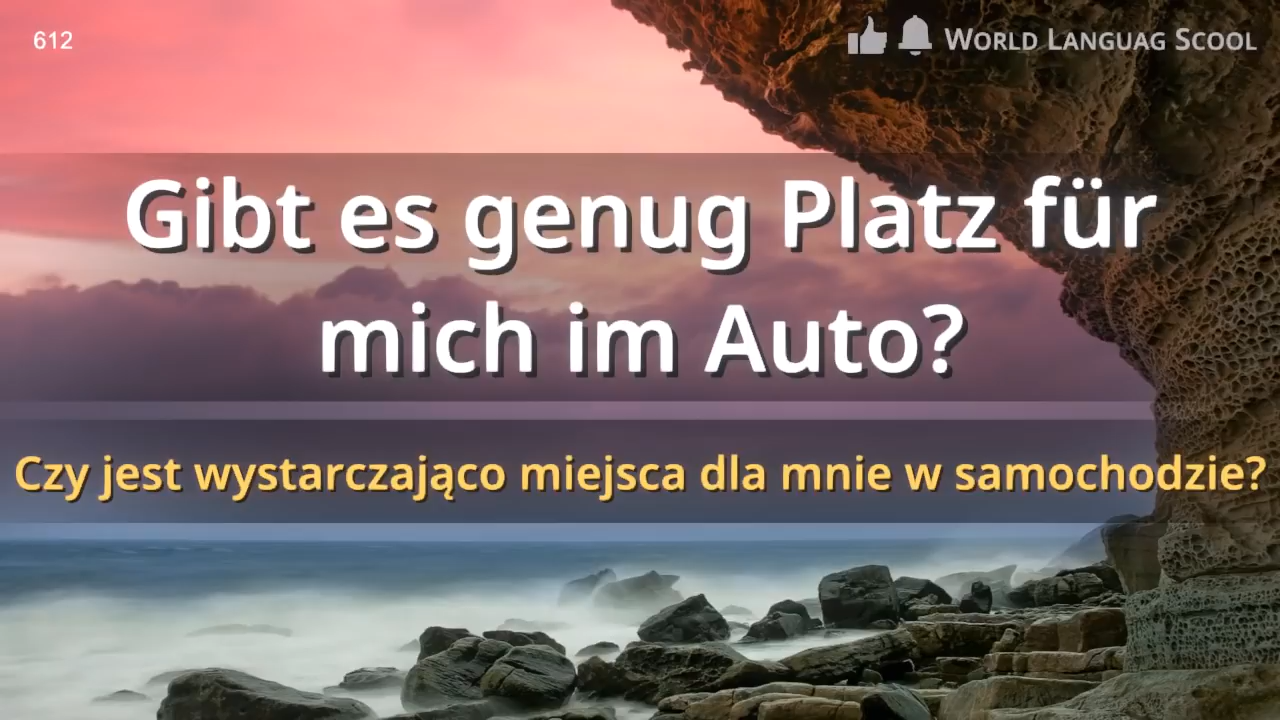 612
World Languag Scool
Gibt es genug Platz für
mich im Auto?
Czy jest wystarczająco miejsca dla mnie w samochodzie?